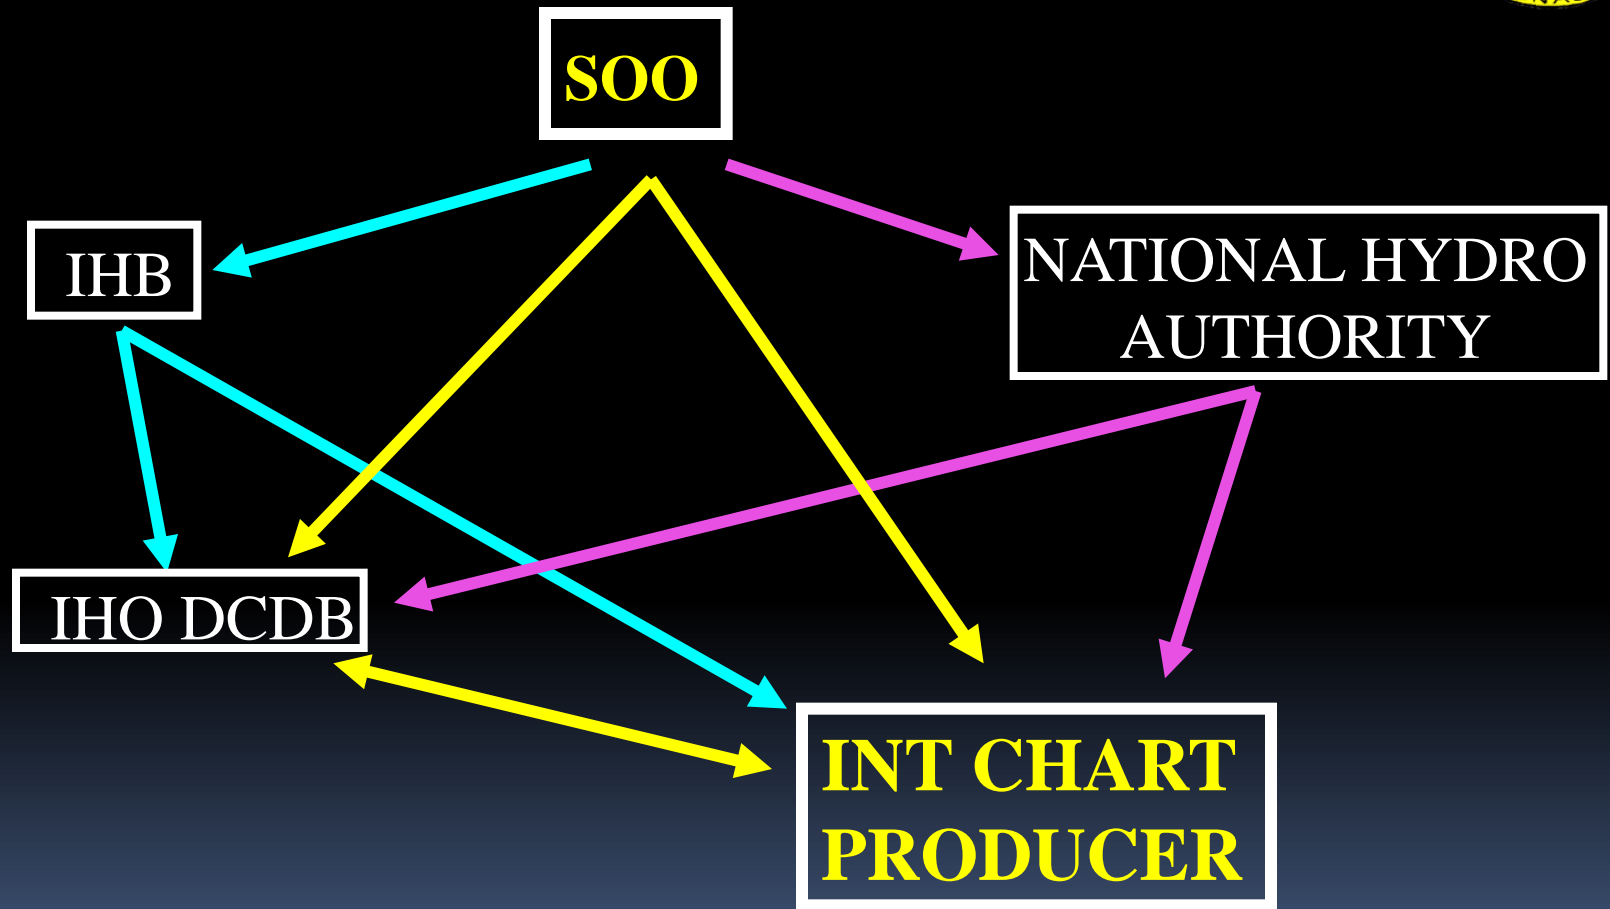 SOO
IHB
NATIONAL HYDRO
AUTHORITY
IHO DCDB
INT CHART
PRODUCER